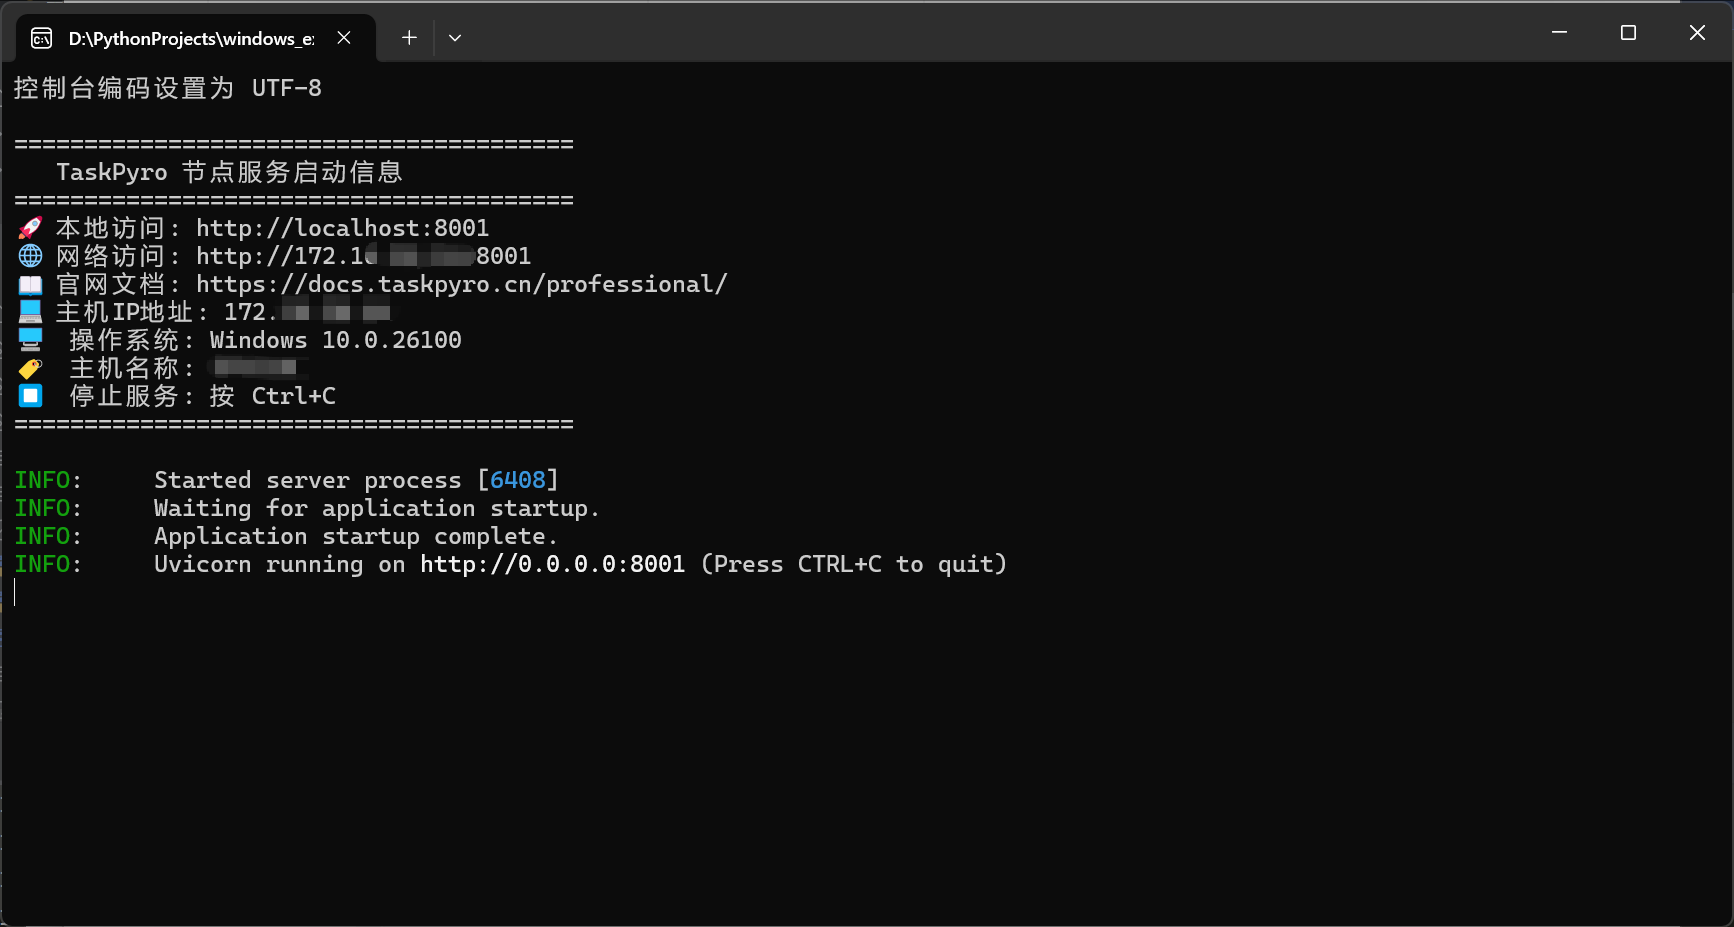 D:\PythonProjects\windows_e
控制台编码设置为 UTF-8
========================================
TaskPyro 节点服务启动信息
========================================
🚀 本地访问: http://localhost:8001
🌐 网络访问: http://172.1 8001
📖 官网文档: https://docs.taskpyro.cn/professional/
💻 主机IP地址: 172.
🖥️ 操作系统: Windows 10.0.26100
🏷️ 主机名称:
⏹️ 停止服务: 按 Ctrl+C
========================================
INFO: Started server process [6408]
INFO: Waiting for application startup.
INFO: Application startup complete.
INFO: Uvicorn running on http://0.0.0.0:8001 (Press CTRL+C to quit)